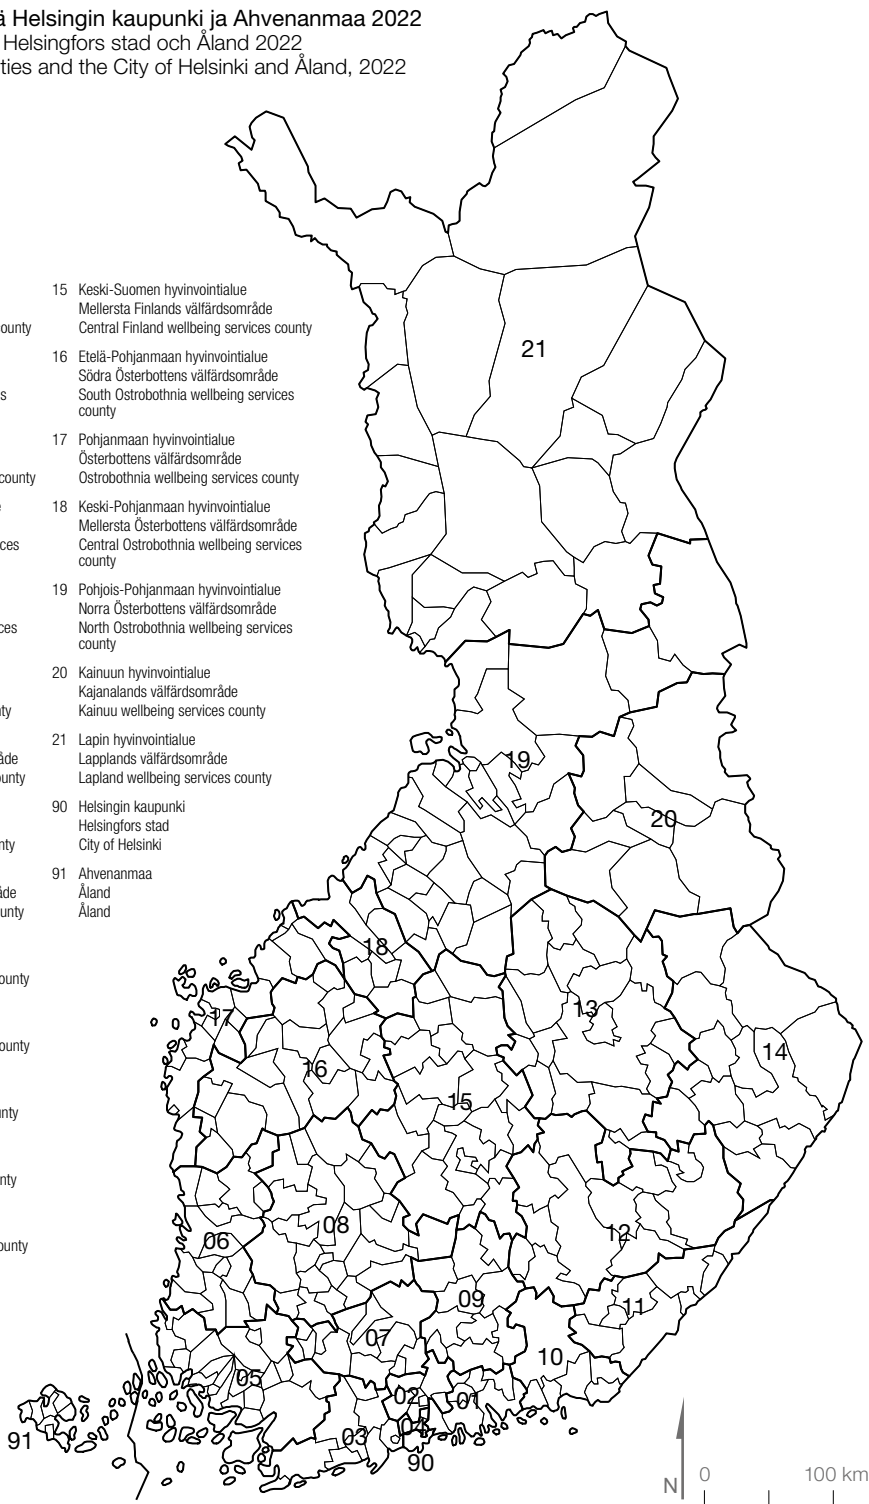 ä Helsingin kaupunki ja Ahvenanmaa 2022
Helsingfors stad och Åland 2022
ties and the City of Helsinki and Åland, 2022
ounty
s
county
e
ces
ces
nty
åde
ounty
nty
åde
ounty
ounty
ounty
unty
nty
ounty
15 Keski-Suomen hyvinvointialue
Mellersta Finlands välfärdsområde
Central Finland wellbeing services county
16 Etelä-Pohjanmaan hyvinvointialue
Södra Österbottens välfärdsområde
South Ostrobothnia wellbeing services
county
17 Pohjanmaan hyvinvointialue
Österbottens välfärdsområde
Ostrobothnia wellbeing services county
18 Keski-Pohjanmaan hyvinvointialue
Mellersta Österbottens välfärdsområde
Central Ostrobothnia wellbeing services
county
19 Pohjois-Pohjanmaan hyvinvointialue
Norra Österbottens välfärdsområde
North Ostrobothnia wellbeing services
county
20 Kainuun hyvinvointialue
Kajanalands välfärdsområde
Kainuu wellbeing services county
21 Lapin hyvinvointialue
Lapplands välfärdsområde
Lapland wellbeing services county
90 Helsingin kaupunki
Helsingfors stad
City of Helsinki
91 Ahvenanmaa
Åland
Åland
21
19
20
18
13
17
14
16
15
08
12
06
09
11
07
10
05
02
01
04
03
91
90
N
0 100 km